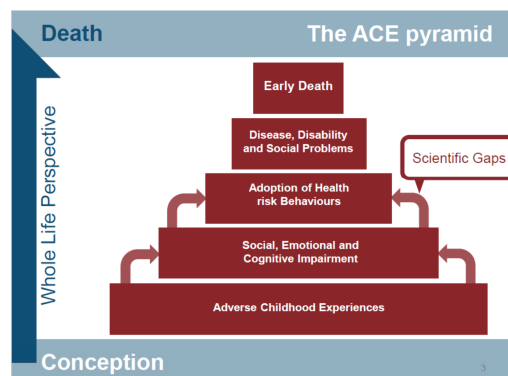 Death
The ACE pyramid
Early Death
Disease, Disability
and Social Problems
Scientific Gaps
Adoption of Health
risk Behaviours
Social, Emotional and
Cognitive Impairment
Adverse Childhood Experiences
Whole Life Perspective
Conception
3